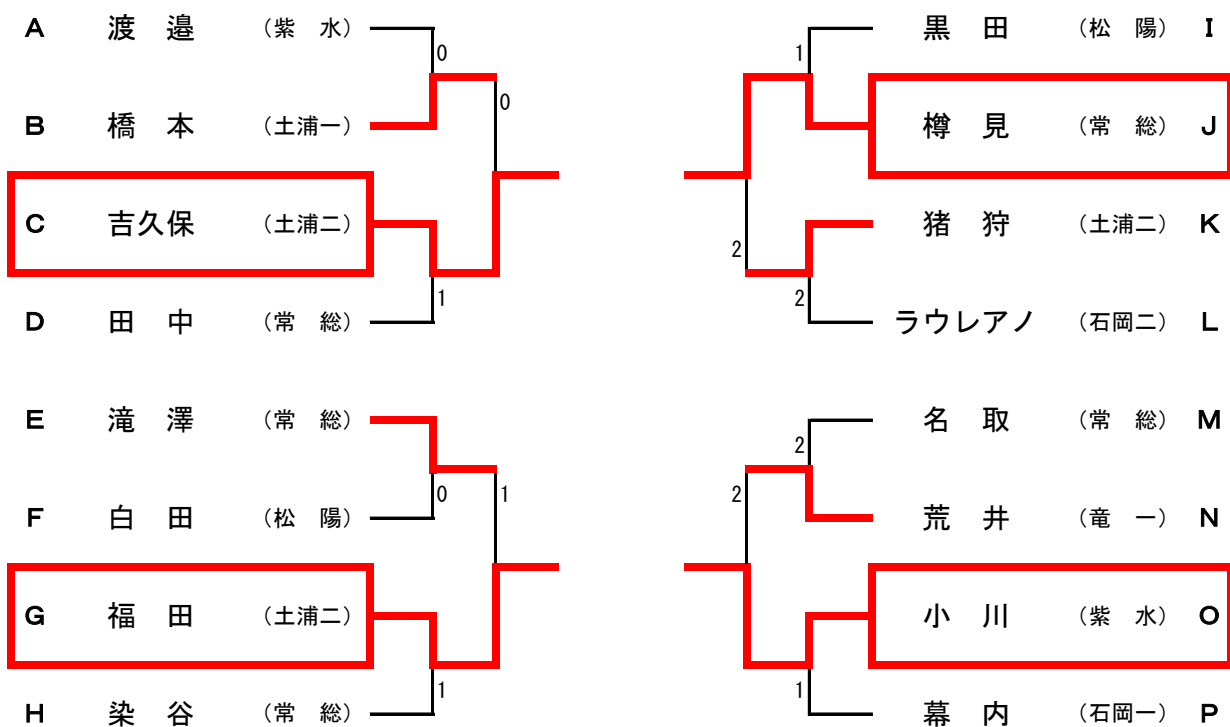 A 渡 邉 （紫 水）
0
B 橋 本 （土浦一）
0
C 吉久保 （土浦二）
1
D 田 中 （常 総）
E 滝 澤 （常 総）
0
1
F 白 田 （松 陽）
G 福 田 （土浦二）
1
H 染 谷 （常 総）
黒 田 （松 陽） I
1
樽 見 （常 総） J
2
猪 狩 （土浦二） K
2
ラウレアノ （石岡二） L
名 取 （常 総） M
2
2
荒 井 （竜 一） N
小 川 （紫 水） O
1
幕 内 （石岡一） P